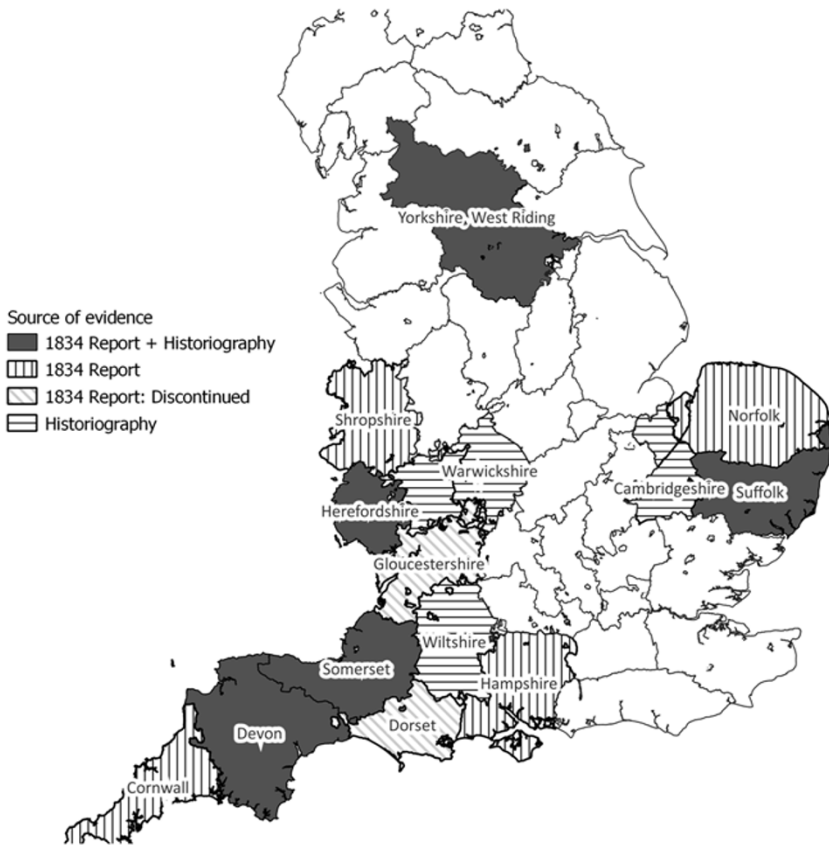 Yorkshire, West Riding
Source of evidence
1834 Report + Historiography
1834 Report
1834 Report: Discontinued
Historiography
Shropshire
Norfolk
Warwickshire
Cambridgeshire
Suffolk
Herefordshire
Gloucestershire
Wiltshire
Somerset
Hampshire
Dorset
Devon
Cornwall